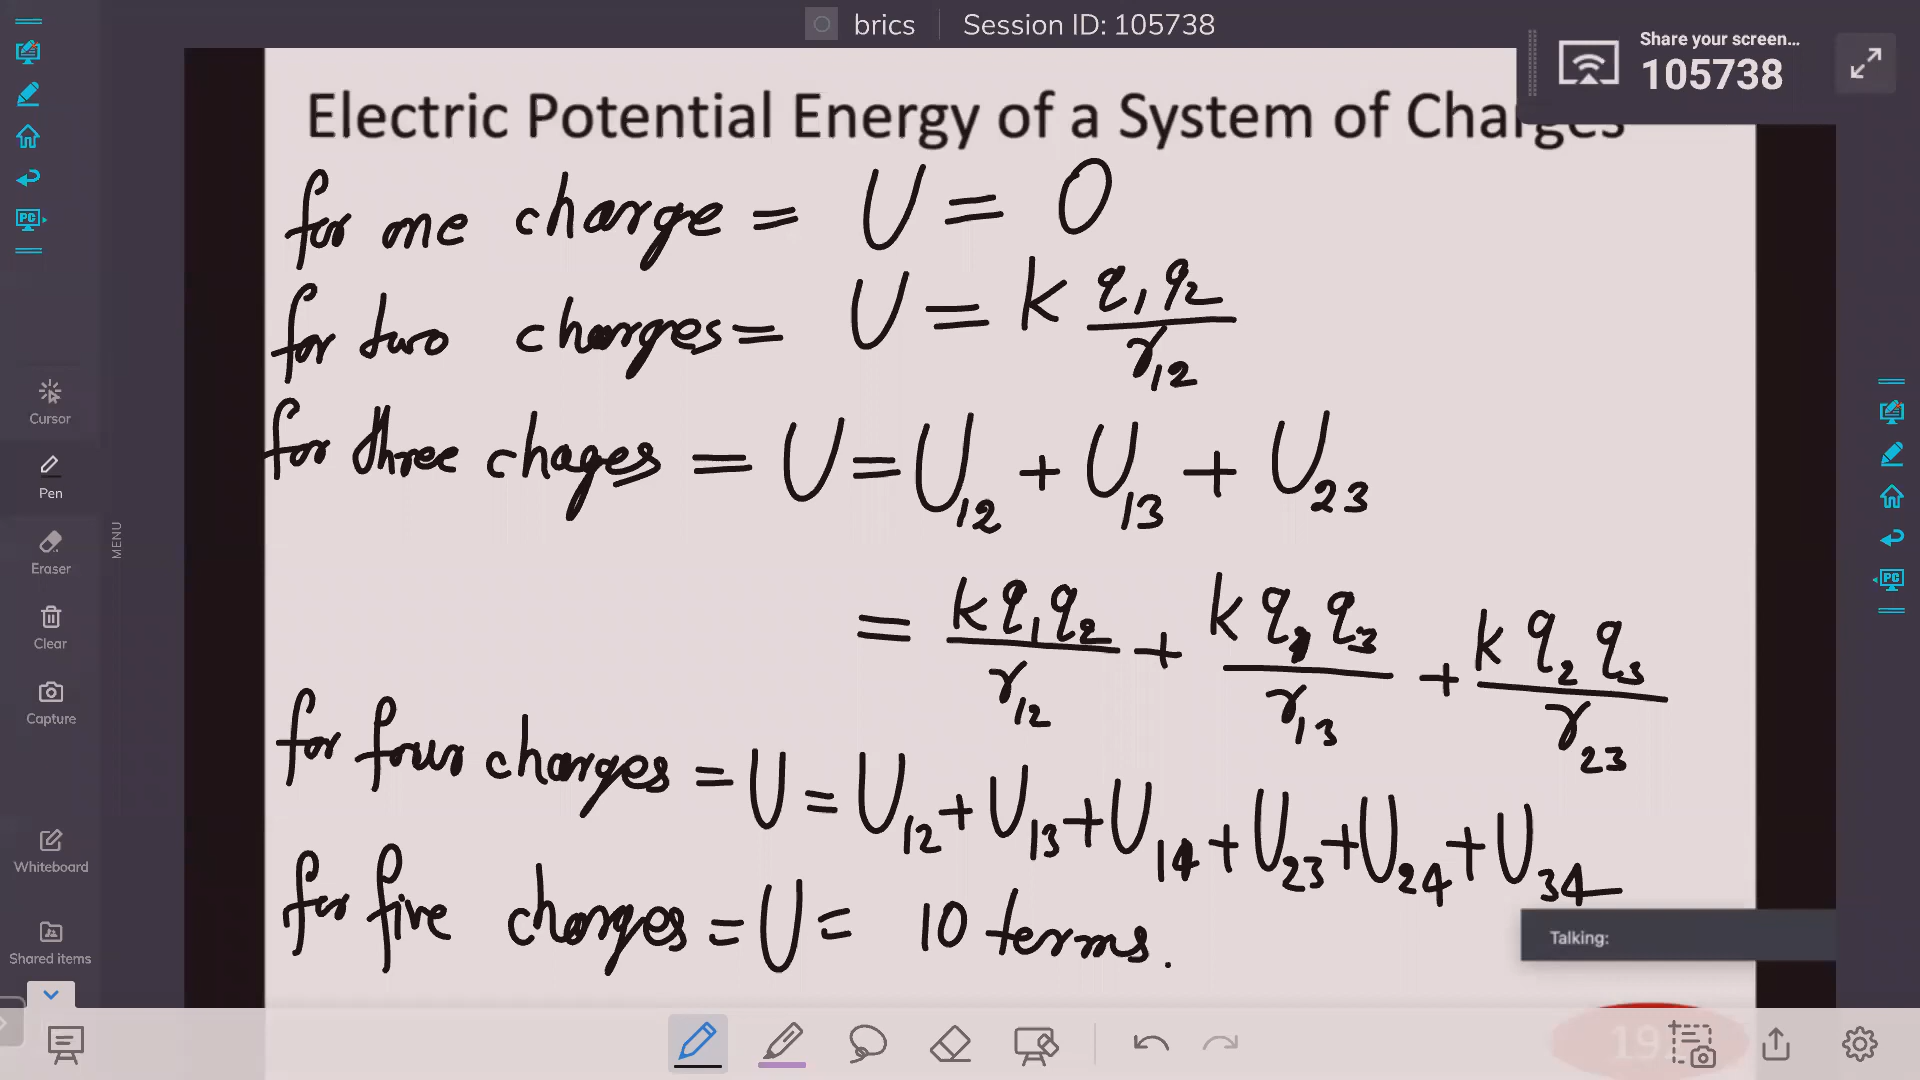 brics Session ID: 105738
Share your screen...
105738
Electric Potential Energy of a System of Charges
for one charge = U = 0
for two charges = U = k q₁q₂ / r₁₂
for three chages = U = U₁₂ + U₁₃ + U₂₃
= kq₁q₂ / r₁₂ + kq₁q₃ / r₁₃ + kq₂q₃ / r₂₃
for four charges = U = U₁₂ + U₁₃ + U₁₄ + U₂₃ + U₂₄ + U₃₄
for five charges = U = 10 terms.
Cursor
Pen
Eraser
Clear
Capture
Whiteboard
Shared items
MENU
PC
PC
Talking: